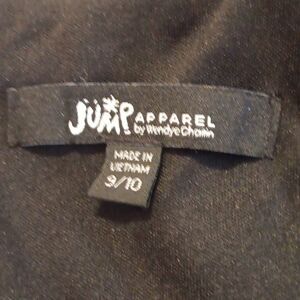 JUMP APPAREL
by Wendye Chaitin
MADE IN
VIETNAM
9/10